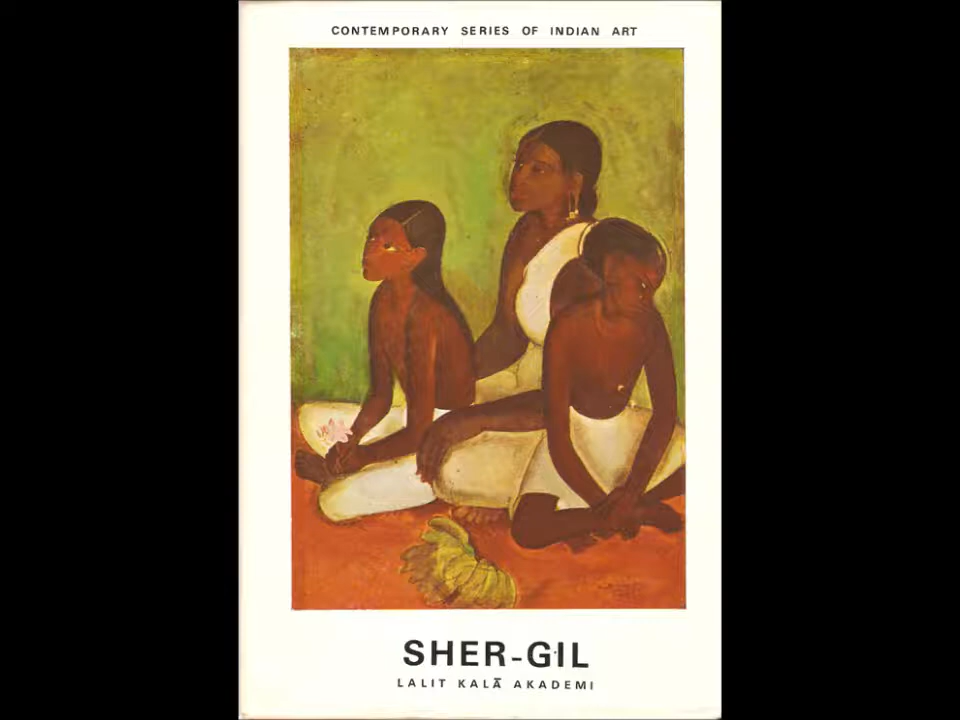 CONTEMPORARY SERIES OF INDIAN ART
SHER-GIL
LALIT KALĀ AKADEMI